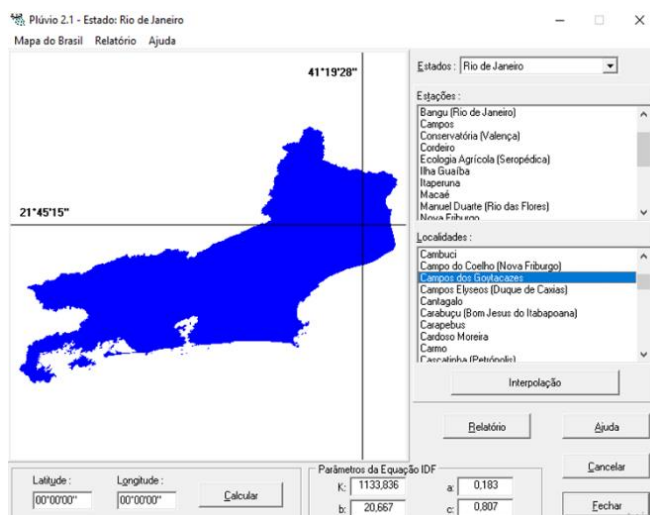 Plúvio 2.1 - Estado: Rio de Janeiro
Mapa do Brasil Relatório Ajuda
41°19'28"
21°45'15"
Estados : Rio de Janeiro
Estações :
Bangu (Rio de Janeiro)
Campos
Conservatória (Valença)
Cordeiro
Ecologia Agrícola (Seropédica)
Ilha Guaíba
Itaperuna
Macaé
Manuel Duarte (Rio das Flores)
Nova Friburgo
Localidades :
Cambuci
Campo do Coelho (Nova Friburgo)
Campos dos Goytacazes
Campos Elyseos (Duque de Caxias)
Cantagalo
Carabuçu (Bom Jesus do Itabapoana)
Carapebus
Cardoso Moreira
Carmo
Cascatinha (Petrópolis)
Interpolação
Relatório Ajuda
Cancelar
Fechar
Latitude : Longitude :
00°00'00" 00°00'00" Calcular
Parâmetros da Equação IDF
K: 1133,836 a: 0,183
b: 20,667 c: 0,807